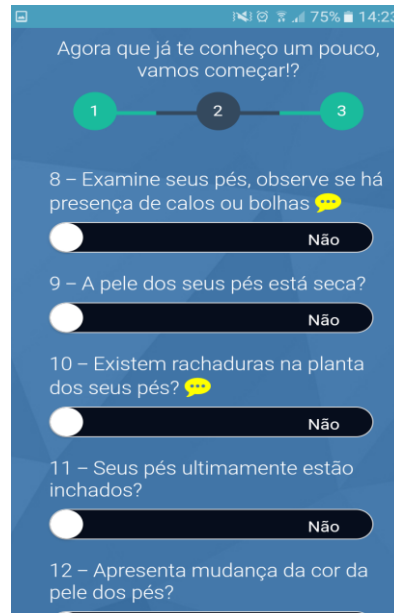 75% 14:23
Agora que já te conheço um pouco,
vamos começar!?
1 2 3
8 – Examine seus pés, observe se há
presença de calos ou bolhas
Não
9 – A pele dos seus pés está seca?
Não
10 – Existem rachaduras na planta
dos seus pés?
Não
11 – Seus pés ultimamente estão
inchados?
Não
12 – Apresenta mudança da cor da
pele dos pés?